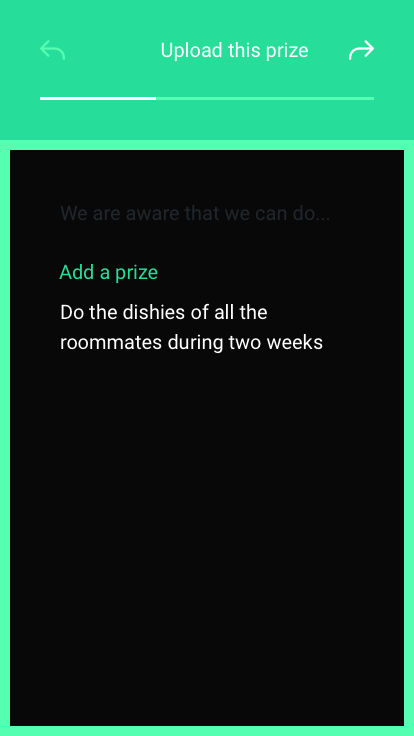 Upload this prize
We are aware that we can do...
Add a prize
Do the dishies of all the
roommates during two weeks